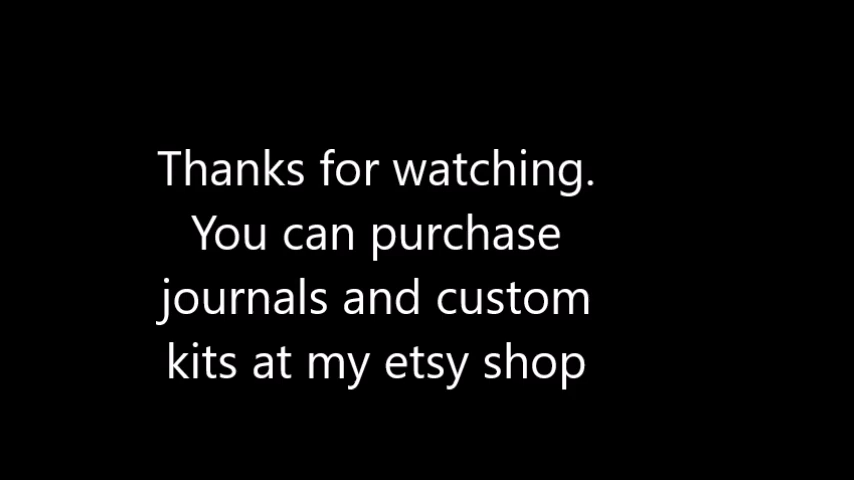 Thanks for watching.
You can purchase
journals and custom
kits at my etsy shop